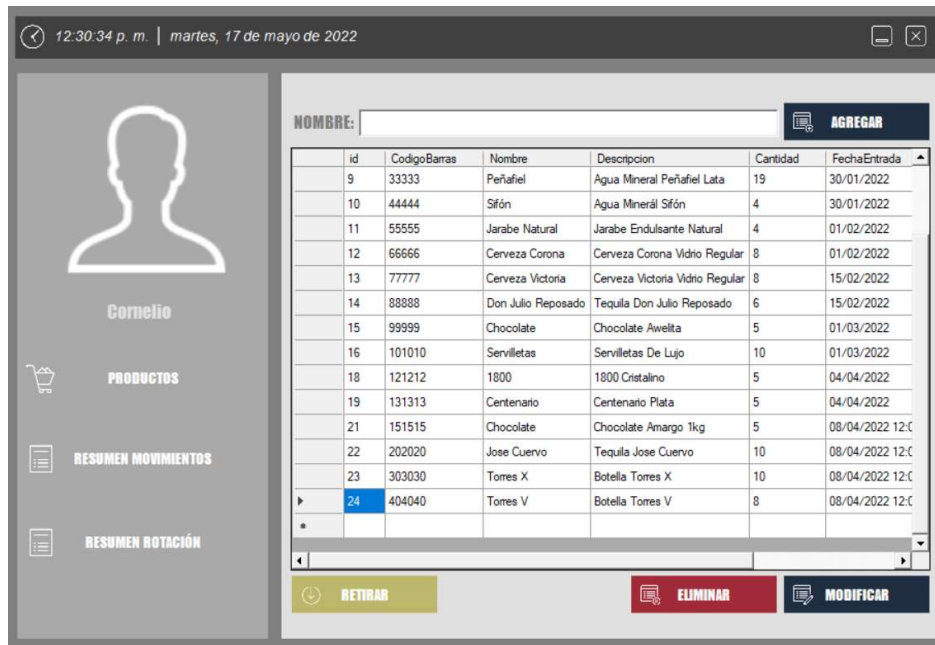 12:30:34 p. m. | martes, 17 de mayo de 2022
Cornelio
PRODUCTOS
RESUMEN MOVIMIENTOS
RESUMEN ROTACIÓN
NOMBRE:
AGREGAR
id CodigoBarras Nombre Descripcion Cantidad FechaEntrada
9 33333 Peñafiel Agua Mineral Peñafiel Lata 19 30/01/2022
10 44444 Sifón Agua Minerál Sifón 4 30/01/2022
11 55555 Jarabe Natural Jarabe Endulsante Natural 4 01/02/2022
12 66666 Cerveza Corona Cerveza Corona Vidrio Regular 8 01/02/2022
13 77777 Cerveza Victoria Cerveza Victoria Vidrio Regular 8 15/02/2022
14 88888 Don Julio Reposado Tequila Don Julio Reposado 6 15/02/2022
15 99999 Chocolate Chocolate Awelita 5 01/03/2022
16 101010 Servilletas Servilletas De Lujo 10 01/03/2022
18 121212 1800 1800 Cristalino 5 04/04/2022
19 131313 Centenario Centenario Plata 5 04/04/2022
21 151515 Chocolate Chocolate Amargo 1kg 5 08/04/2022 12:0
22 202020 Jose Cuervo Tequila Jose Cuervo 10 08/04/2022 12:0
23 303030 Torres X Botella Torres X 10 08/04/2022 12:0
24 404040 Torres V Botella Torres V 8 08/04/2022 12:0
RETIRAR
ELIMINAR
MODIFICAR